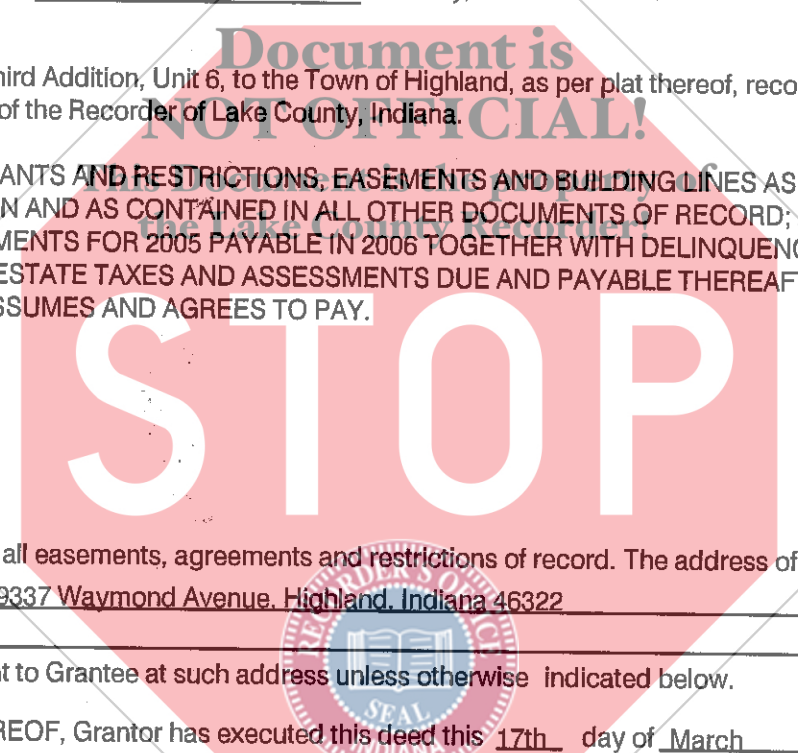 Document is
hird Addition, Unit 6, to the Town of Highland, as per plat thereof, reco
of the Recorder of Lake County, Indiana.
NOT OFFICIAL!
ANTS AND RESTRICTIONS, EASEMENTS AND BUILDING LINES AS
This Document is the property of
N AND AS CONTAINED IN ALL OTHER DOCUMENTS OF RECORD;
the Lake County Recorder!
MENTS FOR 2005 PAYABLE IN 2006 TOGETHER WITH DELINQUENC
ESTATE TAXES AND ASSESSMENTS DUE AND PAYABLE THEREAFT
SSUMES AND AGREES TO PAY.
STOP
all easements, agreements and restrictions of record. The address of
9337 Waymond Avenue, Highland, Indiana 46322
RECORDER'S OFFICE
t to Grantee at such address unless otherwise indicated below.
SEAL
REOF, Grantor has executed this deed this 17th day of March
INDIANA